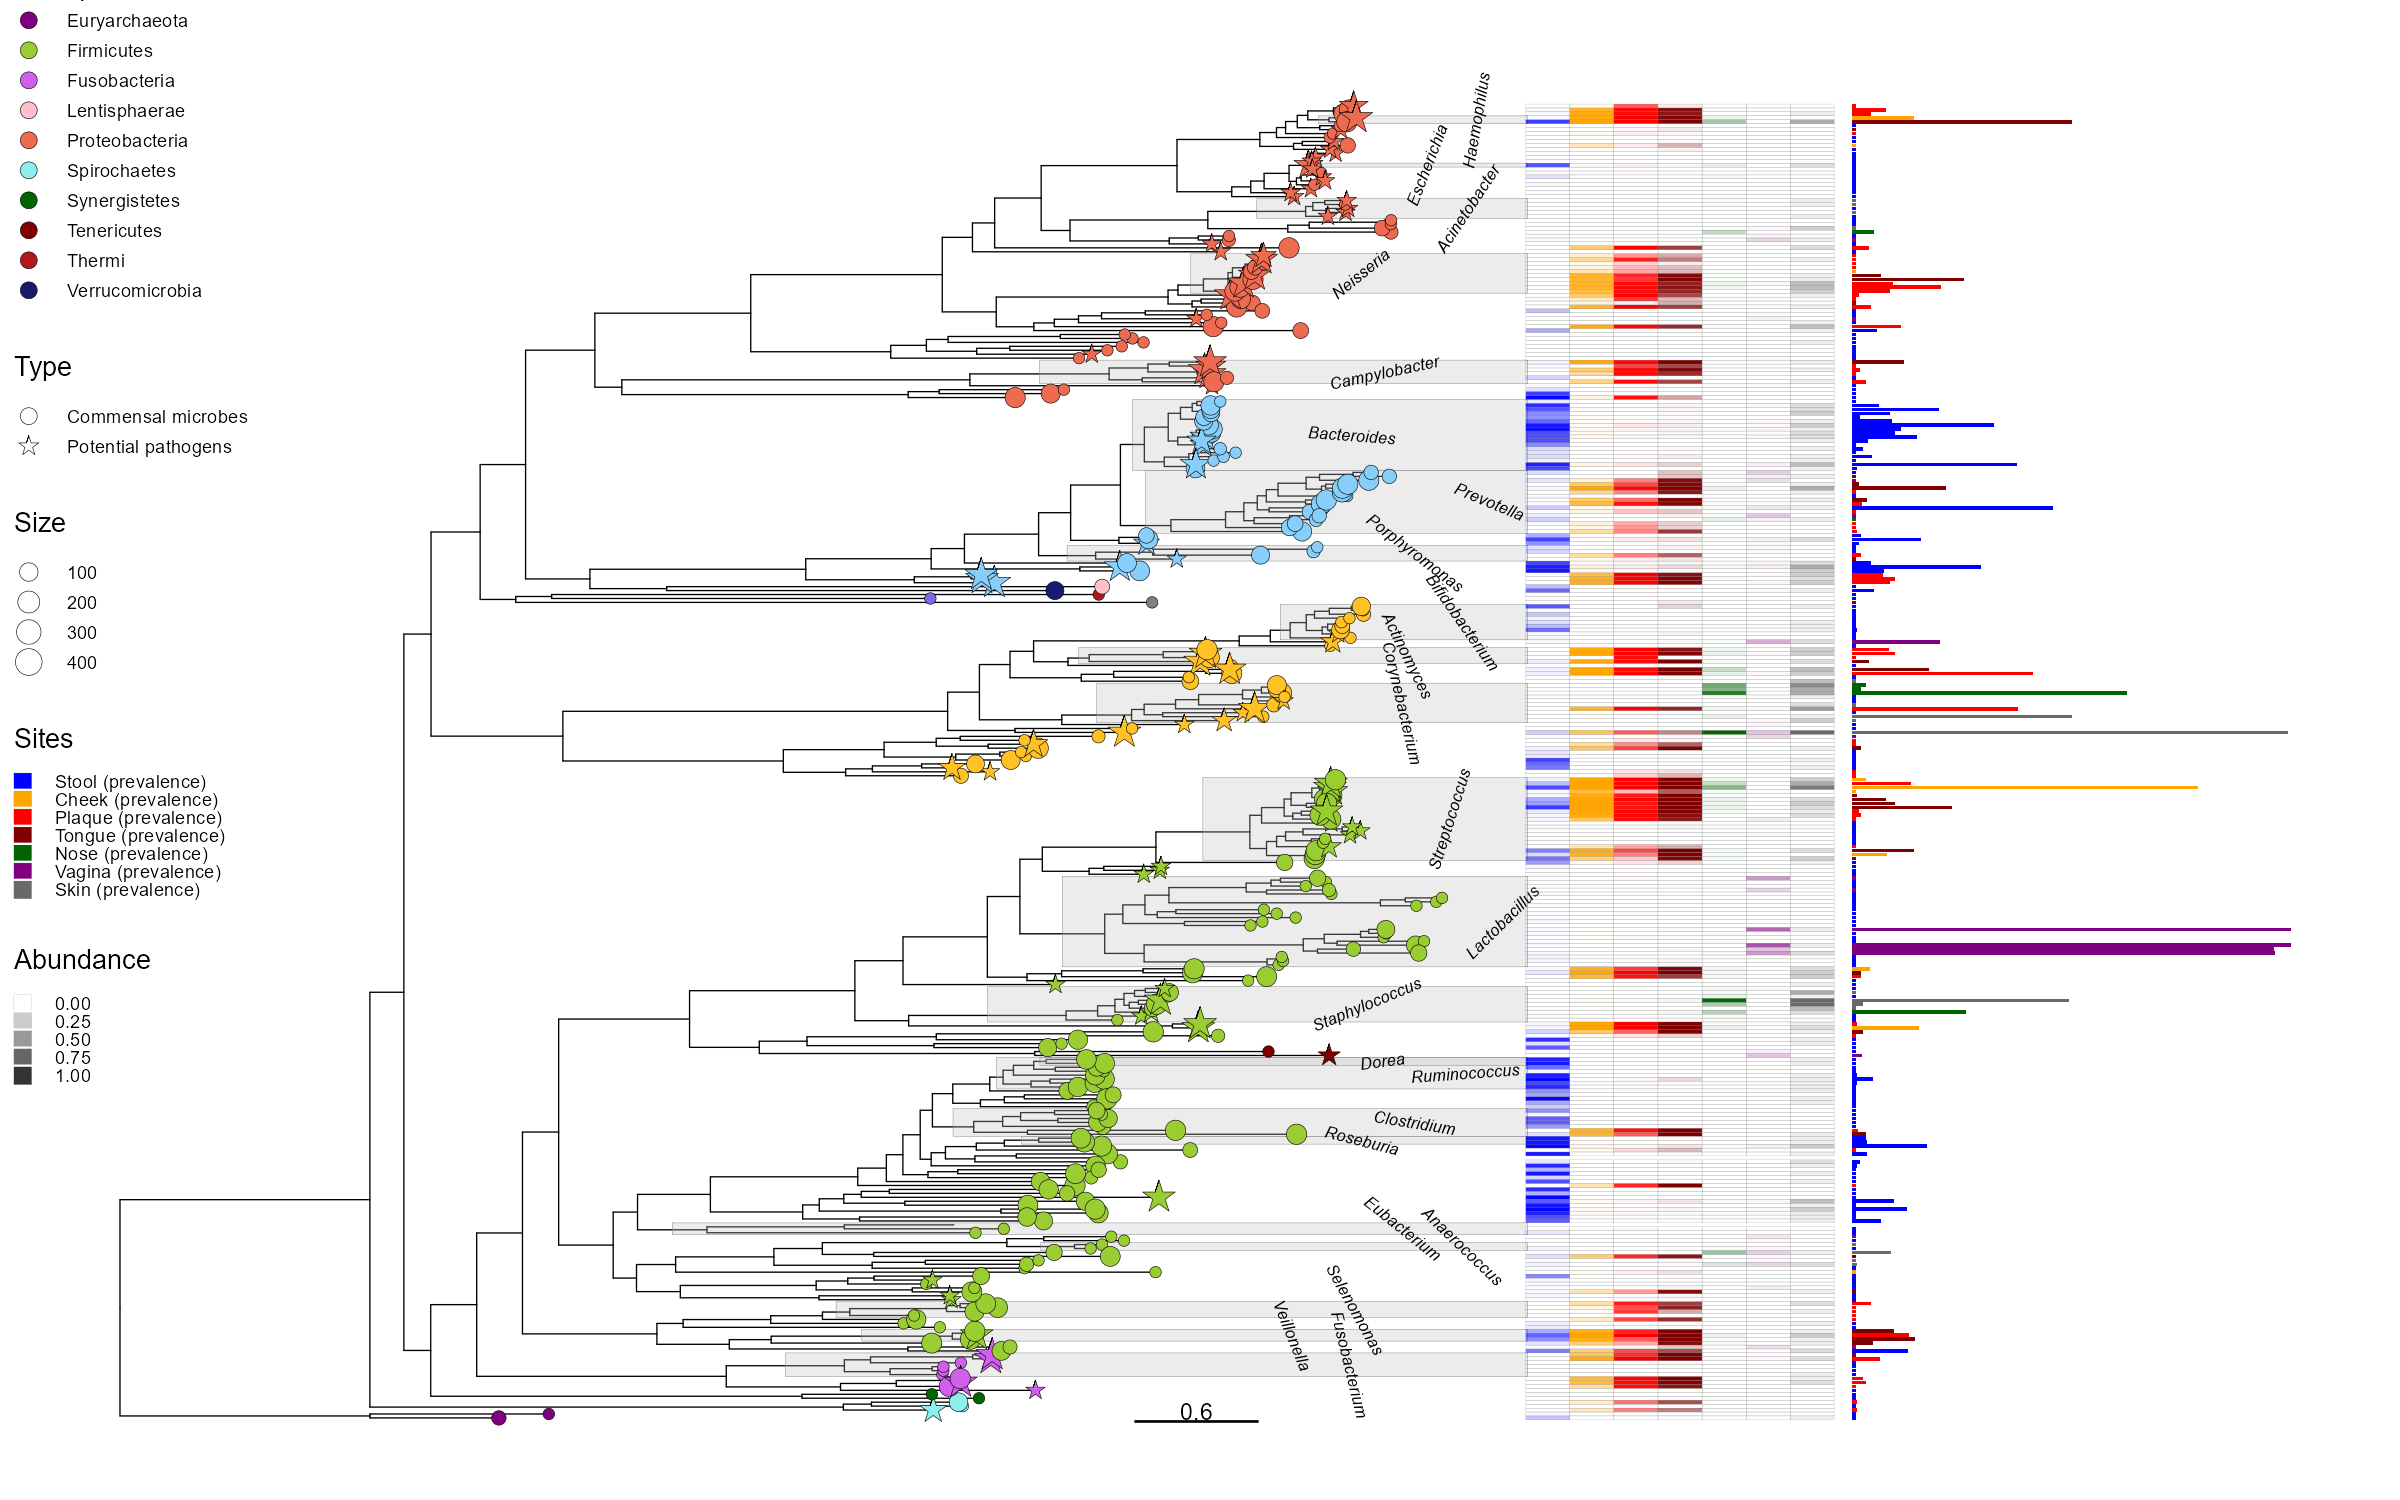 Euryarchaeota
Firmicutes
Fusobacteria
Lentisphaerae
Proteobacteria
Spirochaetes
Synergistetes
Tenericutes
Thermi
Verrucomicrobia
Type
Commensal microbes
Potential pathogens
Size
100
200
300
400
Sites
Stool (prevalence)
Cheek (prevalence)
Plaque (prevalence)
Tongue (prevalence)
Nose (prevalence)
Vagina (prevalence)
Skin (prevalence)
Abundance
0.00
0.25
0.50
0.75
1.00
Haemophilus
Escherichia
Acinetobacter
Neisseria
Campylobacter
Bacteroides
Prevotella
Porphyromonas
Bifidobacterium
Actinomyces
Corynebacterium
Streptococcus
Lactobacillus
Staphylococcus
Dorea
Ruminococcus
Clostridium
Roseburia
Eubacterium
Anaerococcus
Selenomonas
Veillonella
Fusobacterium
0.6